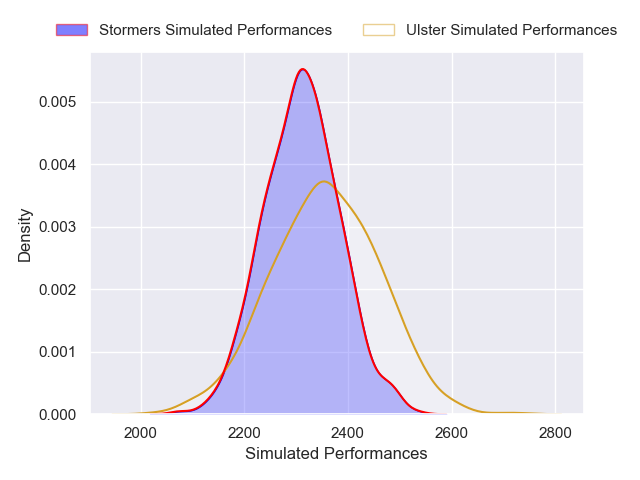 Stormers Simulated Performances
Ulster Simulated Performances
Density
0.005
0.004
0.003
0.002
0.001
0.000
2000
2200
2400
2600
2800
Simulated Performances